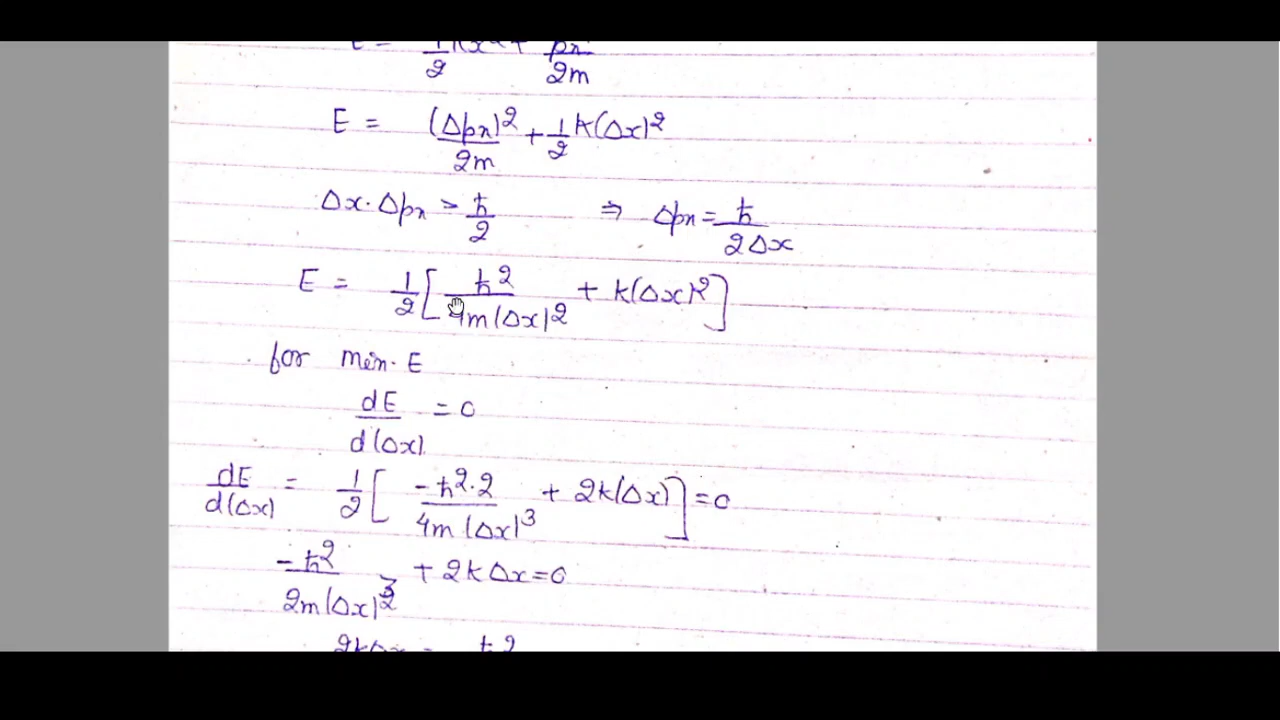 E = (Δpx)²/2m + 1/2 k(Δx)²
Δx·Δpx > ħ/2 ⇒ Δpx = ħ/2Δx
E = 1/2 [ ħ²/4m(Δx)² + k(Δx)² ]
for min. E
dE/d(Δx) = 0
dE/d(Δx) = 1/2 [ -ħ²·2/4m(Δx)³ + 2k(Δx) ] = 0
-ħ²/2m(Δx)³ + 2kΔx = 0